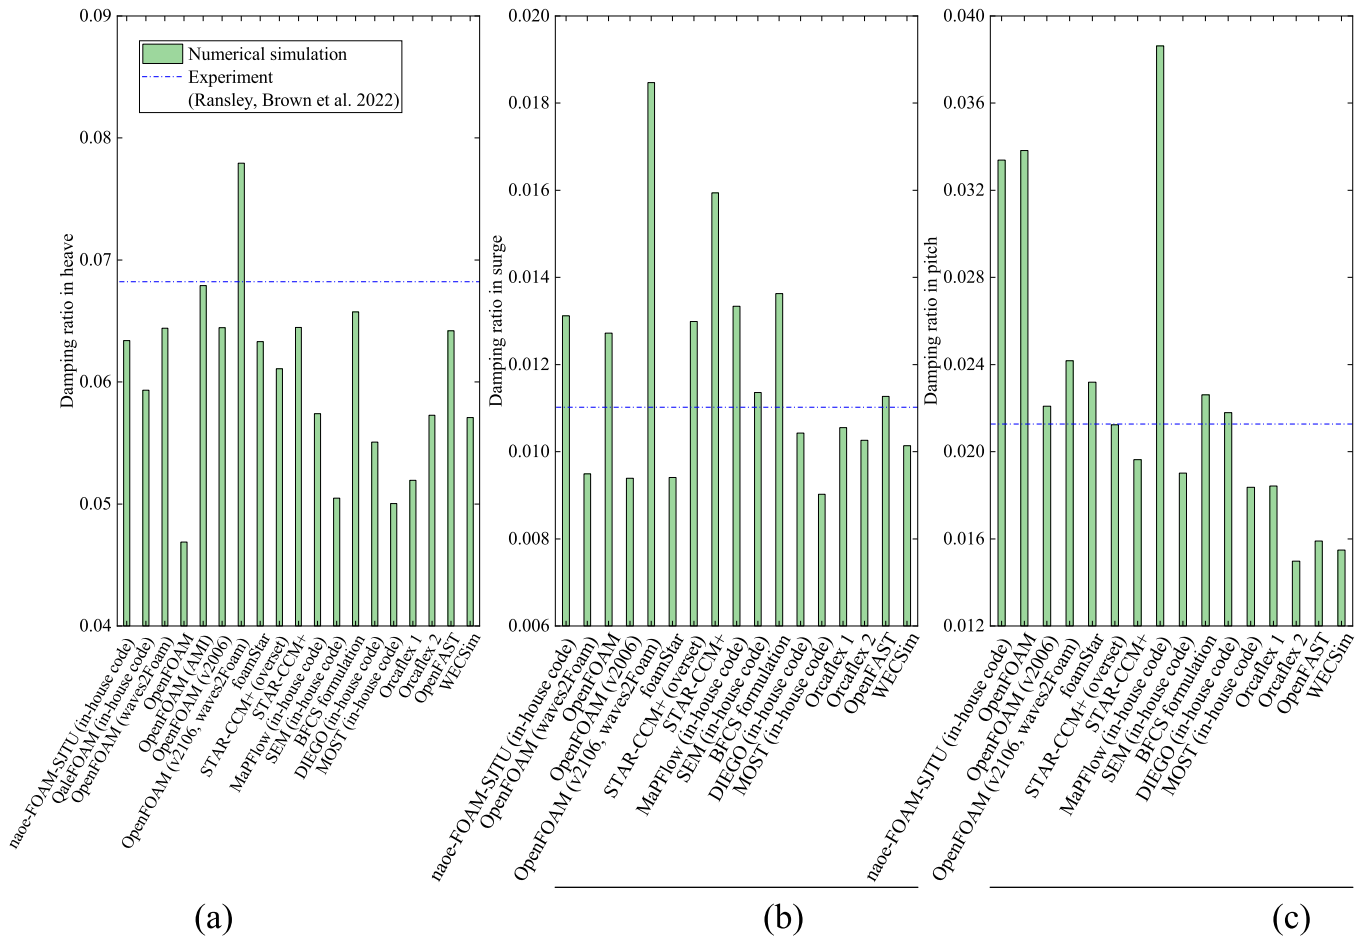 0.09
0.08
0.07
0.06
0.05
0.04
Damping ratio in heave
Numerical simulation
Experiment
(Ransley, Brown et al. 2022)
naoe-FOAM-SJTU (in-house code)
QaleFOAM (in-house code)
OpenFOAM (waves2Foam)
OpenFOAM
OpenFOAM (AMI)
OpenFOAM (v2006)
OpenFOAM (v2106, waves2Foam)
foamStar
STAR-CCM+ (overset)
STAR-CCM+
MaPFlow (in-house code)
SEM (in-house code)
BFCS formulation
DIEGO (in-house code)
MOST (in-house code)
Orcaflex 1
Orcaflex 2
OpenFAST
WECSim
(a)
0.020
0.018
0.016
0.014
0.012
0.010
0.008
0.006
Damping ratio in surge
naoe-FOAM-SJTU (in-house code)
OpenFOAM (waves2Foam)
OpenFOAM
OpenFOAM (v2006)
OpenFOAM (v2106, waves2Foam)
foamStar
STAR-CCM+ (overset)
STAR-CCM+
MaPFlow (in-house code)
SEM (in-house code)
BFCS formulation
DIEGO (in-house code)
MOST (in-house code)
Orcaflex 1
Orcaflex 2
OpenFAST
WECSim
(b)
0.040
0.036
0.032
0.028
0.024
0.020
0.016
0.012
Damping ratio in pitch
naoe-FOAM-SJTU (in-house code)
OpenFOAM
OpenFOAM (v2006)
OpenFOAM (v2106, waves2Foam)
foamStar
STAR-CCM+ (overset)
STAR-CCM+
MaPFlow (in-house code)
SEM (in-house code)
BFCS formulation
DIEGO (in-house code)
MOST (in-house code)
Orcaflex 1
Orcaflex 2
OpenFAST
WECSim
(c)